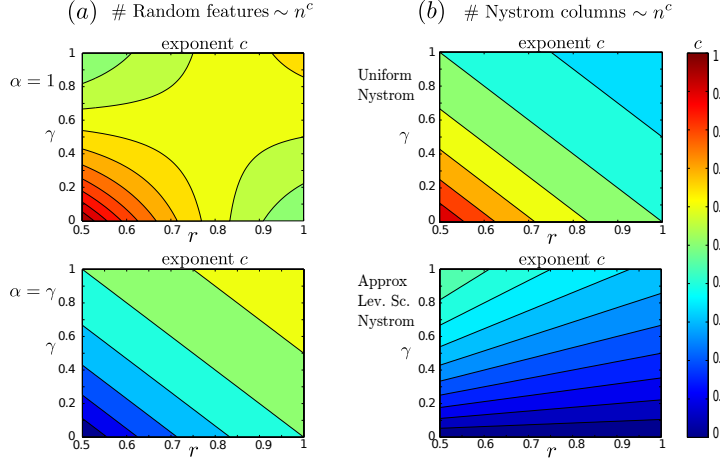 (a) # Random features ∼ n^c
(b) # Nystrom columns ∼ n^c
exponent c
exponent c
c
α = 1
γ
1
0.8
0.6
0.4
0.2
0
0.5 0.6 0.7 0.8 0.9 1
r
Uniform
Nystrom
γ
1
0.8
0.6
0.4
0.2
0
0.5 0.6 0.7 0.8 0.9 1
r
exponent c
exponent c
α = γ
γ
1
0.8
0.6
0.4
0.2
0
0.5 0.6 0.7 0.8 0.9 1
r
Approx
Lev. Sc.
Nystrom
γ
1
0.8
0.6
0.4
0.2
0
0.5 0.6 0.7 0.8 0.9 1
r
1
0